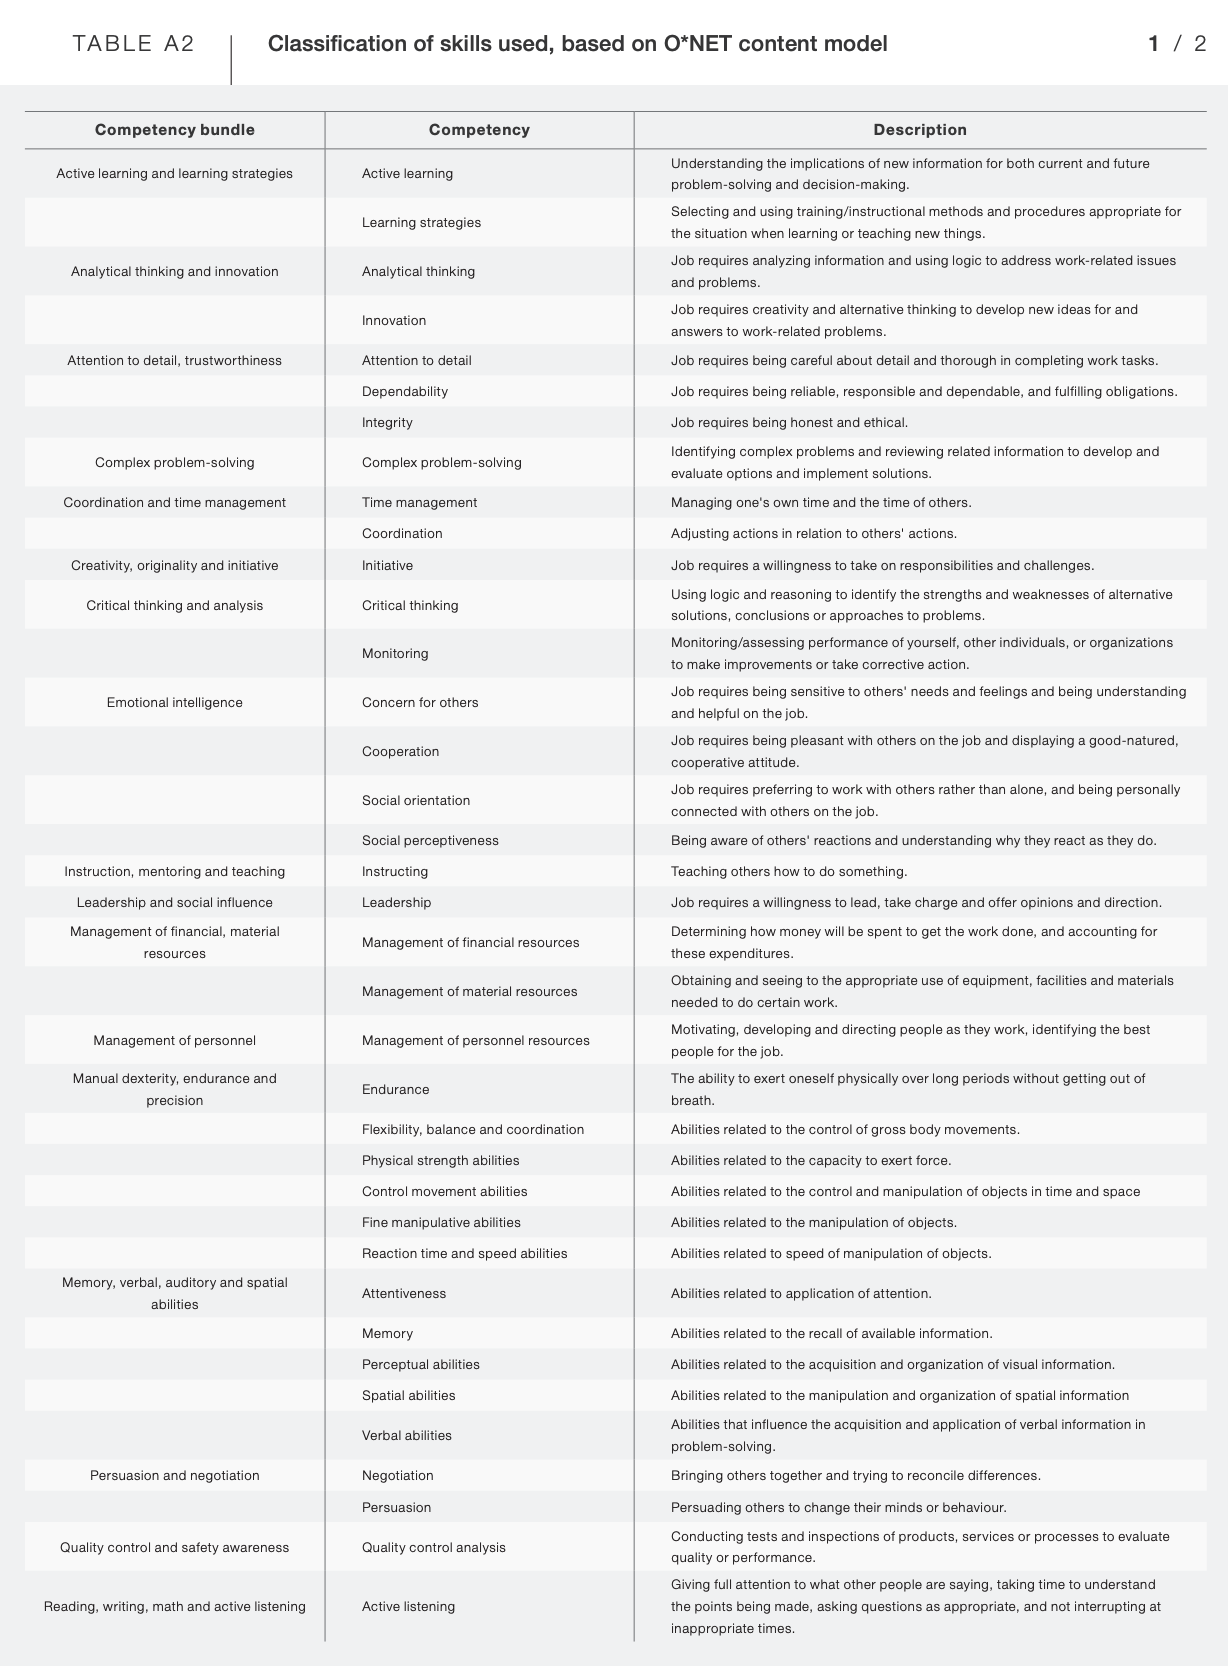 TABLE A2
Classification of skills used, based on O*NET content model
1 / 2
Competency bundle Competency Description
Active learning and learning strategies Active learning Understanding the implications of new information for both current and future
problem-solving and decision-making.
Learning strategies Selecting and using training/instructional methods and procedures appropriate for
the situation when learning or teaching new things.
Analytical thinking and innovation Analytical thinking Job requires analyzing information and using logic to address work-related issues
and problems.
Innovation Job requires creativity and alternative thinking to develop new ideas for and
answers to work-related problems.
Attention to detail, trustworthiness Attention to detail Job requires being careful about detail and thorough in completing work tasks.
Dependability Job requires being reliable, responsible and dependable, and fulfilling obligations.
Integrity Job requires being honest and ethical.
Complex problem-solving Complex problem-solving Identifying complex problems and reviewing related information to develop and
evaluate options and implement solutions.
Coordination and time management Time management Managing one's own time and the time of others.
Coordination Adjusting actions in relation to others' actions.
Creativity, originality and initiative Initiative Job requires a willingness to take on responsibilities and challenges.
Critical thinking and analysis Critical thinking Using logic and reasoning to identify the strengths and weaknesses of alternative
solutions, conclusions or approaches to problems.
Monitoring Monitoring/assessing performance of yourself, other individuals, or organizations
to make improvements or take corrective action.
Emotional intelligence Concern for others Job requires being sensitive to others' needs and feelings and being understanding
and helpful on the job.
Cooperation Job requires being pleasant with others on the job and displaying a good-natured,
cooperative attitude.
Social orientation Job requires preferring to work with others rather than alone, and being personally
connected with others on the job.
Social perceptiveness Being aware of others' reactions and understanding why they react as they do.
Instruction, mentoring and teaching Instructing Teaching others how to do something.
Leadership and social influence Leadership Job requires a willingness to lead, take charge and offer opinions and direction.
Management of financial, material
resources Management of financial resources Determining how money will be spent to get the work done, and accounting for
these expenditures.
Management of material resources Obtaining and seeing to the appropriate use of equipment, facilities and materials
needed to do certain work.
Management of personnel Management of personnel resources Motivating, developing and directing people as they work, identifying the best
people for the job.
Manual dexterity, endurance and
precision Endurance The ability to exert oneself physically over long periods without getting out of
breath.
Flexibility, balance and coordination Abilities related to the control of gross body movements.
Physical strength abilities Abilities related to the capacity to exert force.
Control movement abilities Abilities related to the control and manipulation of objects in time and space
Fine manipulative abilities Abilities related to the manipulation of objects.
Reaction time and speed abilities Abilities related to speed of manipulation of objects.
Memory, verbal, auditory and spatial
abilities Attentiveness Abilities related to application of attention.
Memory Abilities related to the recall of available information.
Perceptual abilities Abilities related to the acquisition and organization of visual information.
Spatial abilities Abilities related to the manipulation and organization of spatial information
Verbal abilities Abilities that influence the acquisition and application of verbal information in
problem-solving.
Persuasion and negotiation Negotiation Bringing others together and trying to reconcile differences.
Persuasion Persuading others to change their minds or behaviour.
Quality control and safety awareness Quality control analysis Conducting tests and inspections of products, services or processes to evaluate
quality or performance.
Reading, writing, math and active listening Active listening Giving full attention to what other people are saying, taking time to understand
the points being made, asking questions as appropriate, and not interrupting at
inappropriate times.